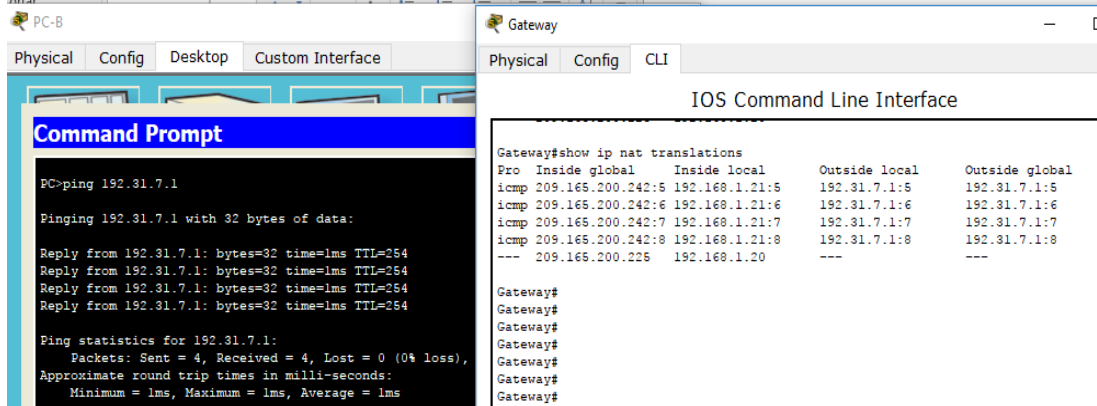 PC-B
Physical Config Desktop Custom Interface
Command Prompt
PC>ping 192.31.7.1
Pinging 192.31.7.1 with 32 bytes of data:
Reply from 192.31.7.1: bytes=32 time=1ms TTL=254
Reply from 192.31.7.1: bytes=32 time=1ms TTL=254
Reply from 192.31.7.1: bytes=32 time=1ms TTL=254
Reply from 192.31.7.1: bytes=32 time=1ms TTL=254
Ping statistics for 192.31.7.1:
Packets: Sent = 4, Received = 4, Lost = 0 (0% loss),
Approximate round trip times in milli-seconds:
Minimum = 1ms, Maximum = 1ms, Average = 1ms
Gateway
Physical Config CLI
IOS Command Line Interface
Gateway#show ip nat translations
Pro Inside global Inside local Outside local Outside global
icmp 209.165.200.242:5 192.168.1.21:5 192.31.7.1:5 192.31.7.1:5
icmp 209.165.200.242:6 192.168.1.21:6 192.31.7.1:6 192.31.7.1:6
icmp 209.165.200.242:7 192.168.1.21:7 192.31.7.1:7 192.31.7.1:7
icmp 209.165.200.242:8 192.168.1.21:8 192.31.7.1:8 192.31.7.1:8
--- 209.165.200.225 192.168.1.20 --- ---
Gateway#
Gateway#
Gateway#
Gateway#
Gateway#
Gateway#
Gateway#